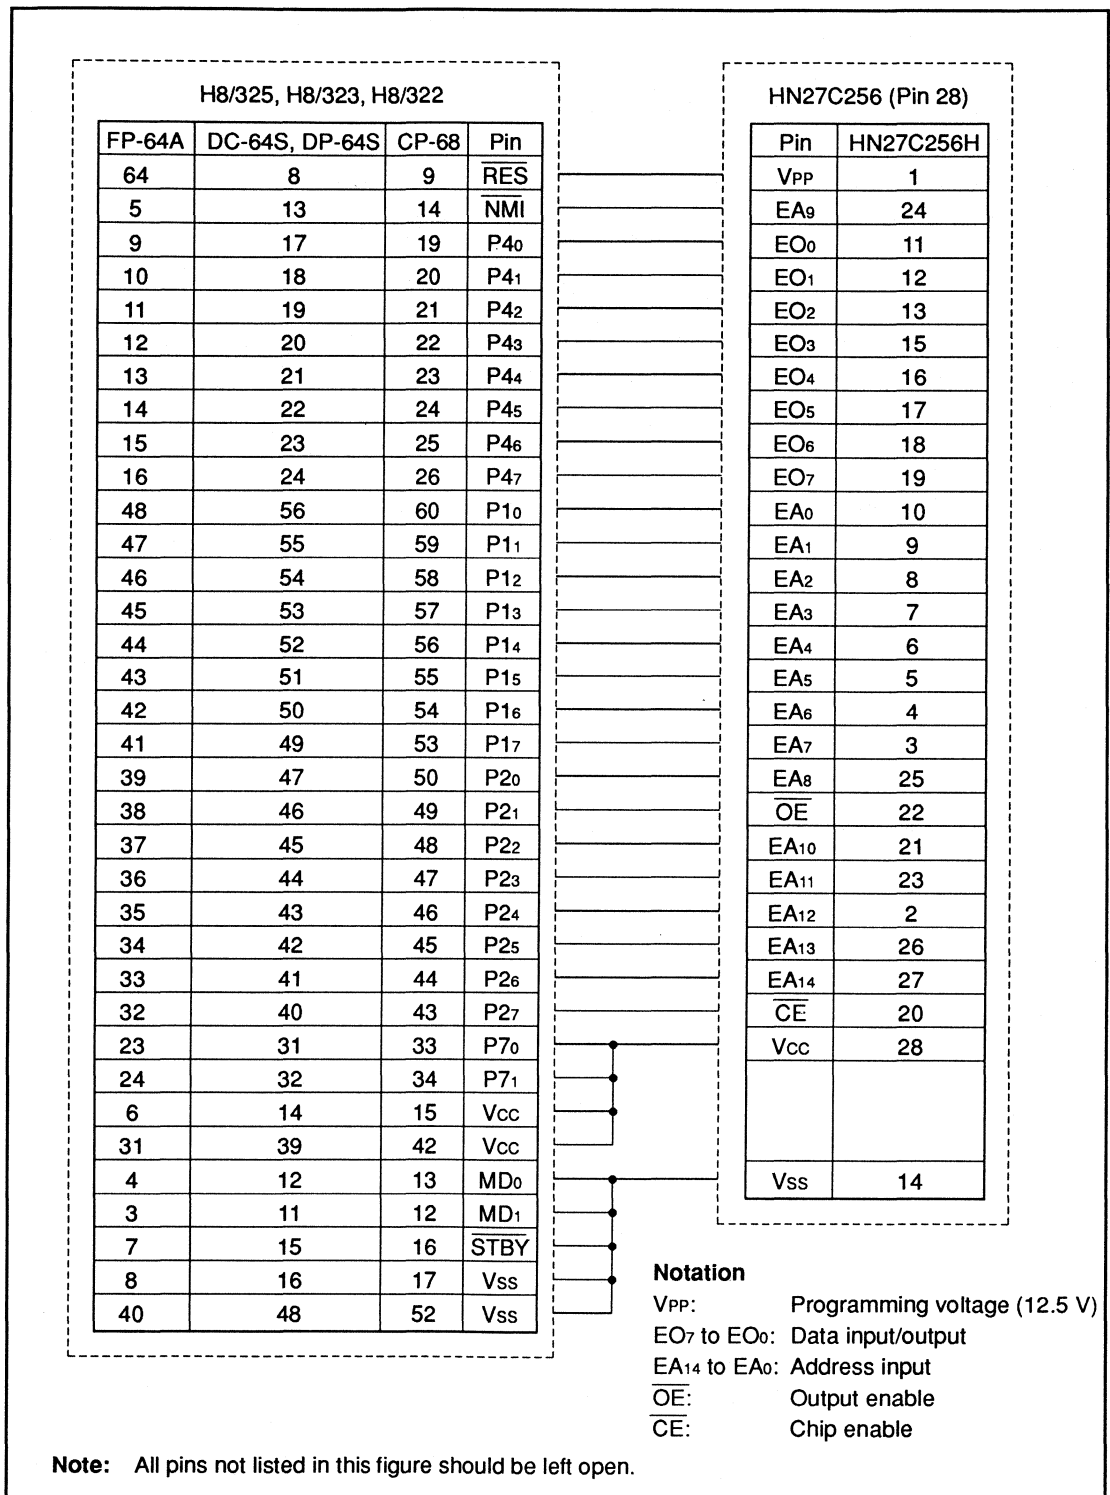 H8/325, H8/323, H8/322
FP-64A DC-64S, DP-64S CP-68 Pin
64 8 9 RES
5 13 14 NMI
9 17 19 P40
10 18 20 P41
11 19 21 P42
12 20 22 P43
13 21 23 P44
14 22 24 P45
15 23 25 P46
16 24 26 P47
48 56 60 P10
47 55 59 P11
46 54 58 P12
45 53 57 P13
44 52 56 P14
43 51 55 P15
42 50 54 P16
41 49 53 P17
39 47 50 P20
38 46 49 P21
37 45 48 P22
36 44 47 P23
35 43 46 P24
34 42 45 P25
33 41 44 P26
32 40 43 P27
23 31 33 P70
24 32 34 P71
6 14 15 VCC
31 39 42 VCC
4 12 13 MD0
3 11 12 MD1
7 15 16 STBY
8 16 17 VSS
40 48 52 VSS
HN27C256 (Pin 28)
Pin HN27C256H
VPP 1
EA9 24
EO0 11
EO1 12
EO2 13
EO3 15
EO4 16
EO5 17
EO6 18
EO7 19
EA0 10
EA1 9
EA2 8
EA3 7
EA4 6
EA5 5
EA6 4
EA7 3
EA8 25
OE 22
EA10 21
EA11 23
EA12 2
EA13 26
EA14 27
CE 20
VCC 28
VSS 14
Notation
VPP: Programming voltage (12.5 V)
EO7 to EO0: Data input/output
EA14 to EA0: Address input
OE: Output enable
CE: Chip enable
Note: All pins not listed in this figure should be left open.